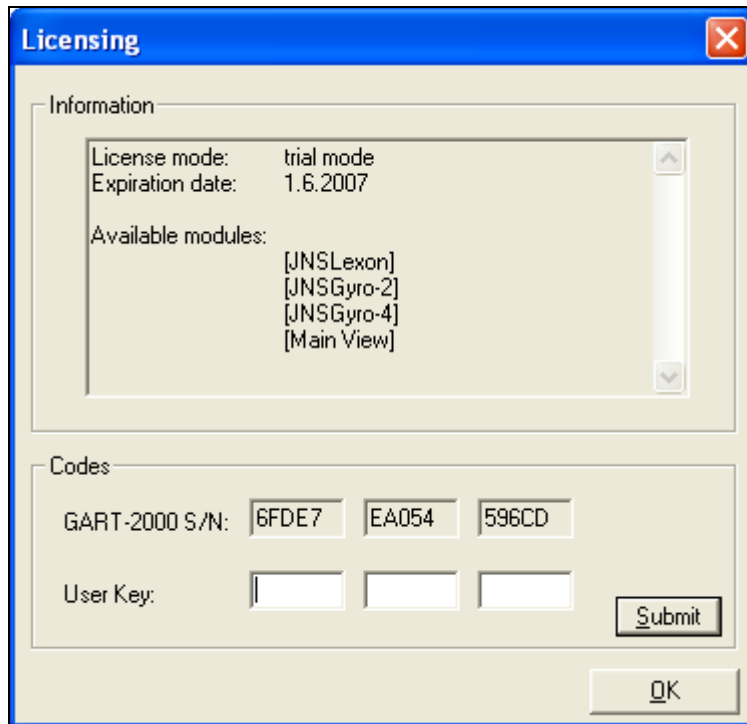 Licensing
Information
License mode: trial mode
Expiration date: 1.6.2007
Available modules:
[JNSLexon]
[JNSGyro-2]
[JNSGyro-4]
[Main View]
Codes
GART-2000 S/N: 6FDE7 EA054 596CD
User Key:
Submit
OK